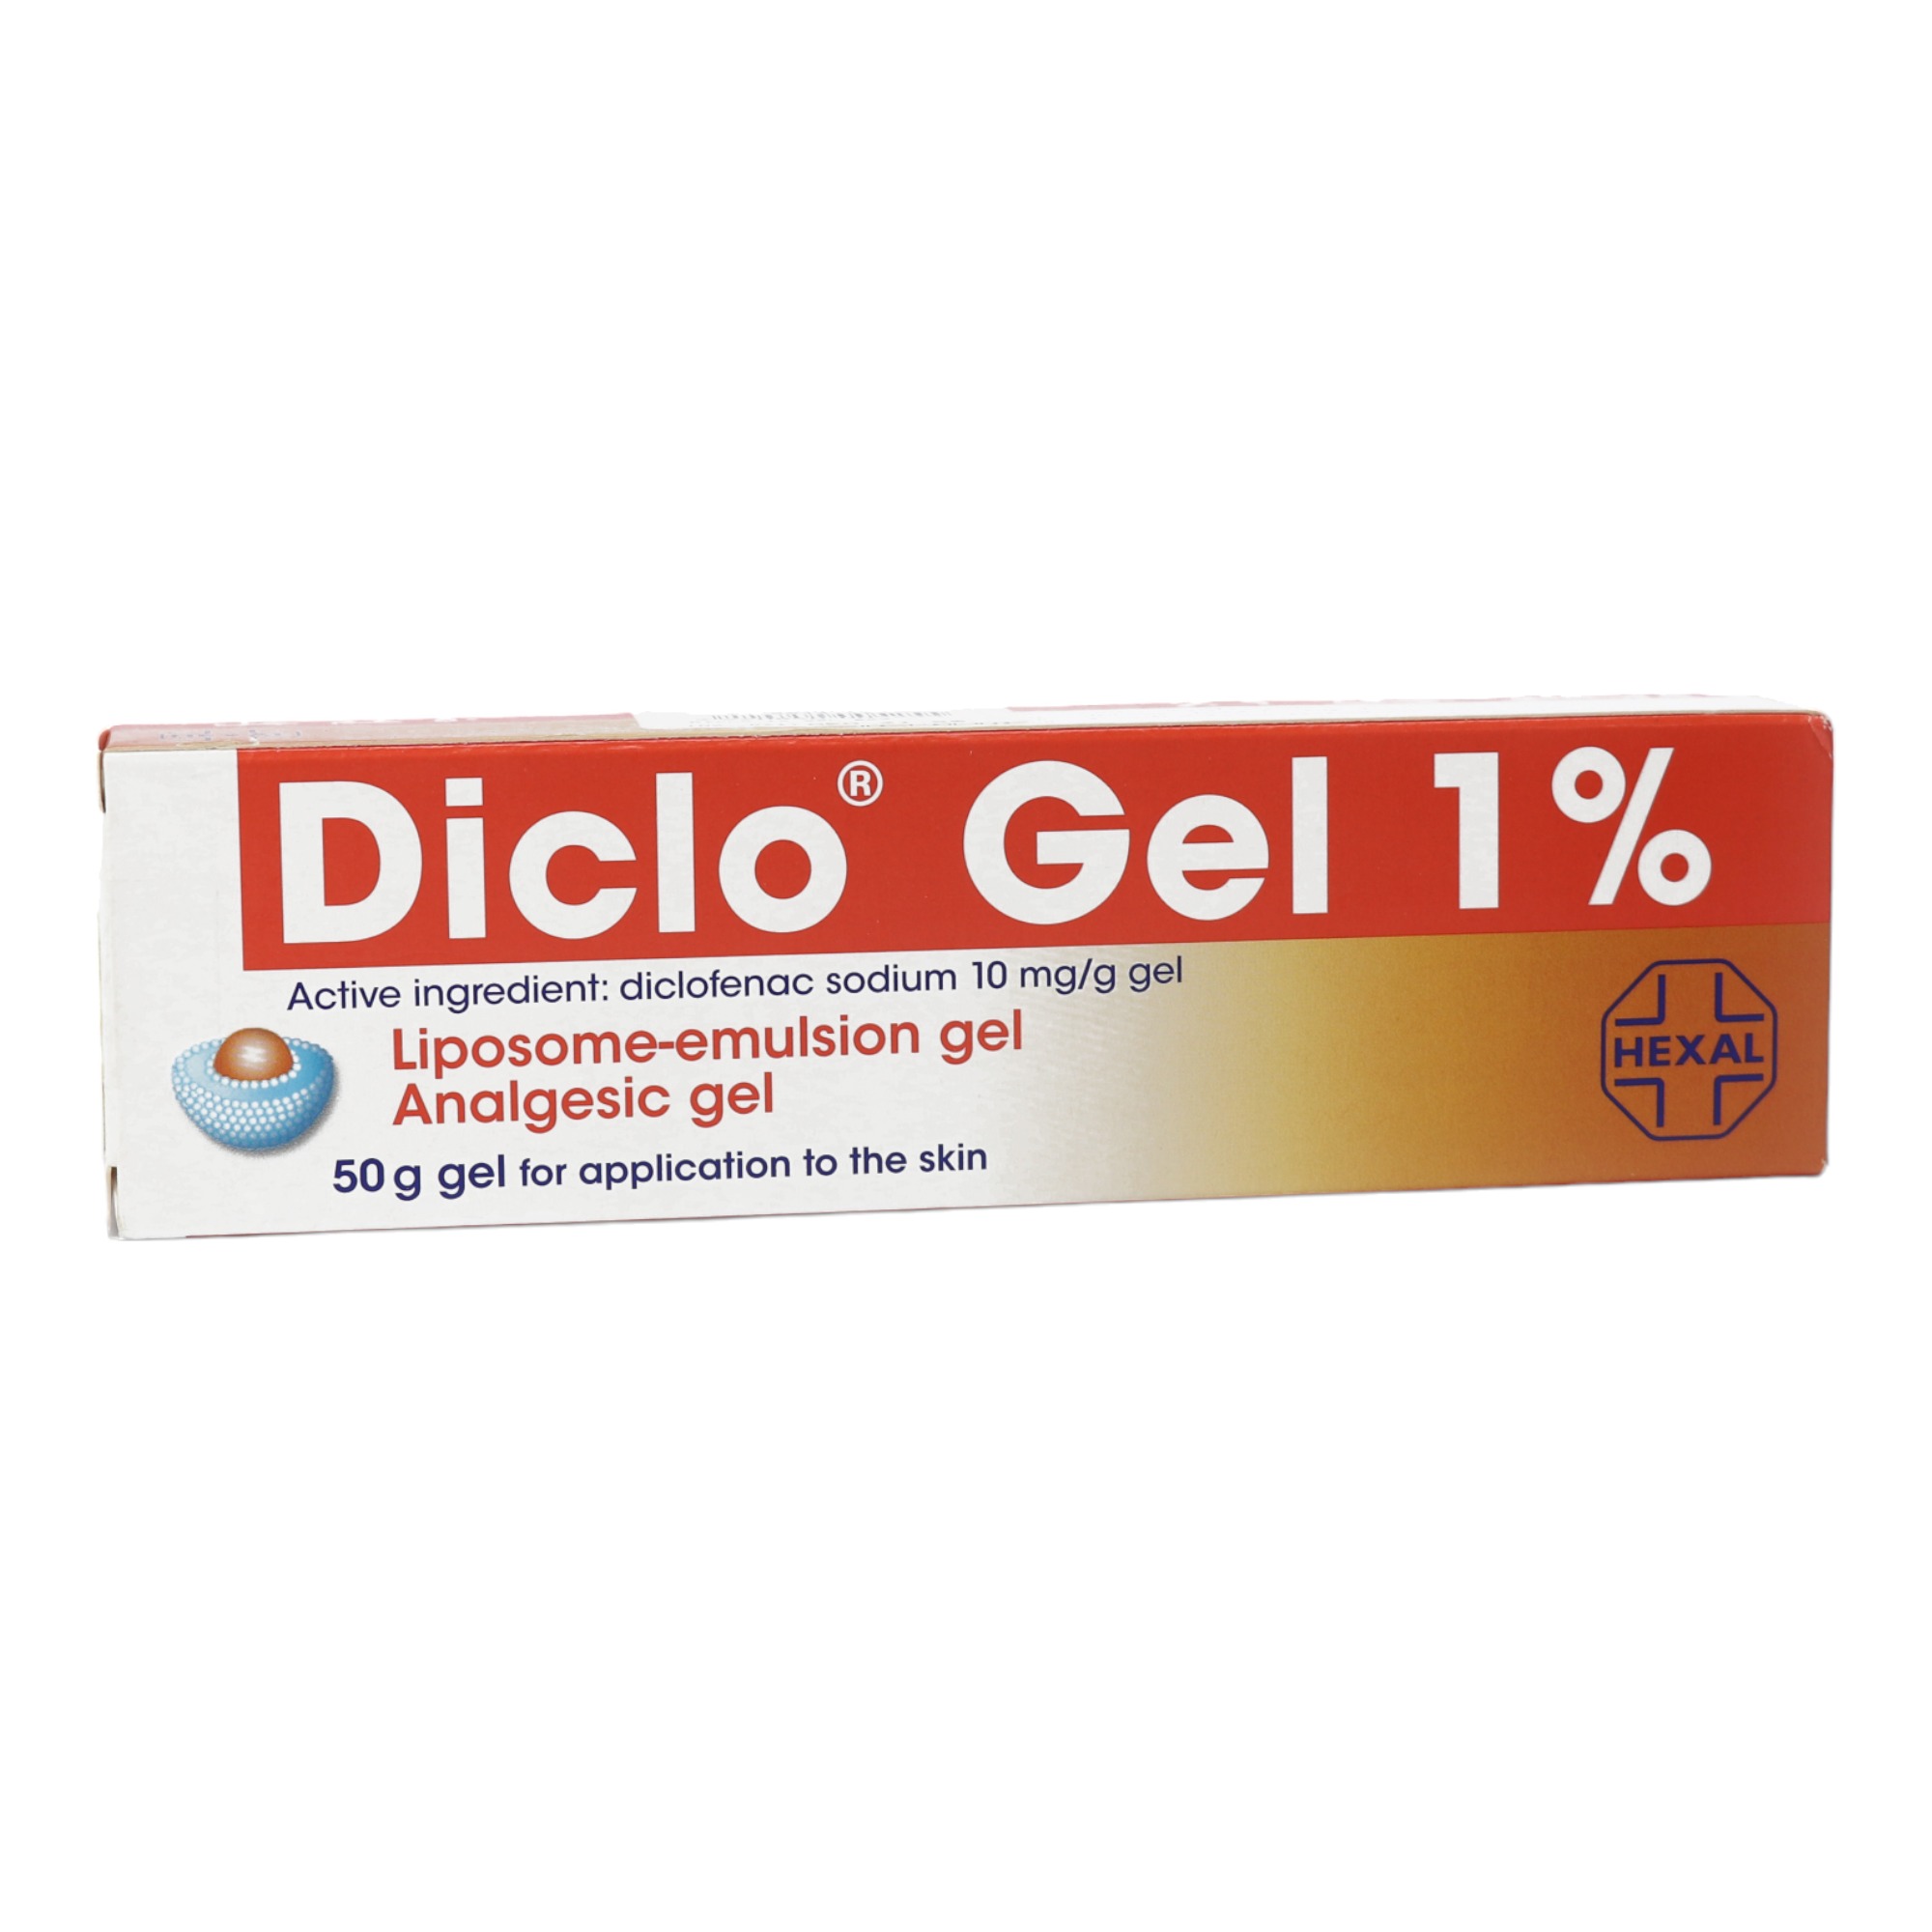 Diclo® Gel 1%
Active ingredient: diclofenac sodium 10 mg/g gel
Liposome-emulsion gel
Analgesic gel
50 g gel for application to the skin
HEXAL